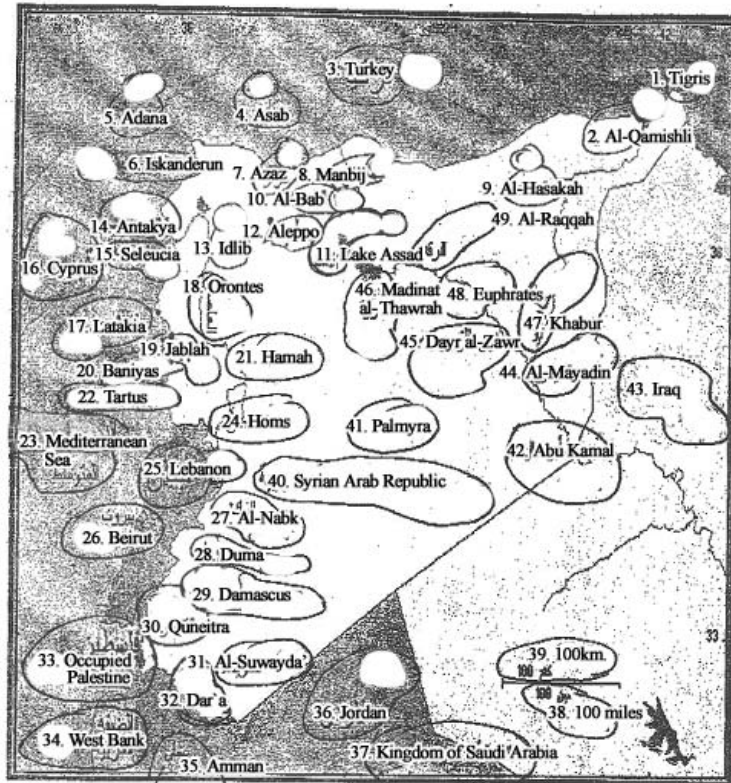 3. Turkey
1. Tigris
5. Adana
4. Asab
2. Al-Qamishli
6. Iskanderun
7. Azaz
8. Manbij
9. Al-Hasakah
10. Al-Bab
14. Antakya
12. Aleppo
49. Al-Raqqah
13. Idlib
15. Seleucia
11. Lake Assad
16. Cyprus
36
18. Orontes
46. Madinat
al-Thawrah
48. Euphrates
17. Latakia
47. Khabur
45. Dayr al-Zawr
19. Jablah
21. Hamah
20. Baniyas
44. Al-Mayadin
43. Iraq
22. Tartus
24. Homs
41. Palmyra
23. Mediterranean
Sea
42. Abu Kamal
25. Lebanon
40. Syrian Arab Republic
27. Al-Nabk
26. Beirut
28. Duma
29. Damascus
30. Quneitra
33
33. Occupied
Palestine
31. Al-Suwayda'
39. 100km.
100
32. Dar'a
100
36. Jordan
38. 100 miles
34. West Bank
37. Kingdom of Saudi Arabia
35. Amman